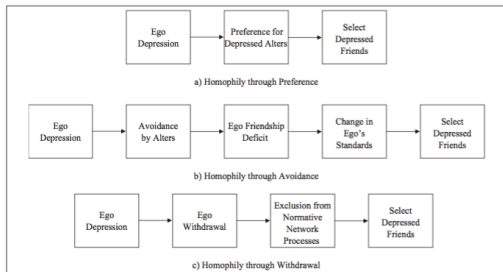 Ego
Depression
Preference for
Depressed Alters
Select
Depressed
Friends
a) Homophily through Preference
Ego
Depression
Avoidance
by Alters
Ego Friendship
Deficit
Change in
Ego's
Standards
Select
Depressed
Friends
b) Homophily through Avoidance
Ego
Depression
Ego
Withdrawal
Exclusion from
Normative
Network
Processes
Select
Depressed
Friends
c) Homophily through Withdrawal